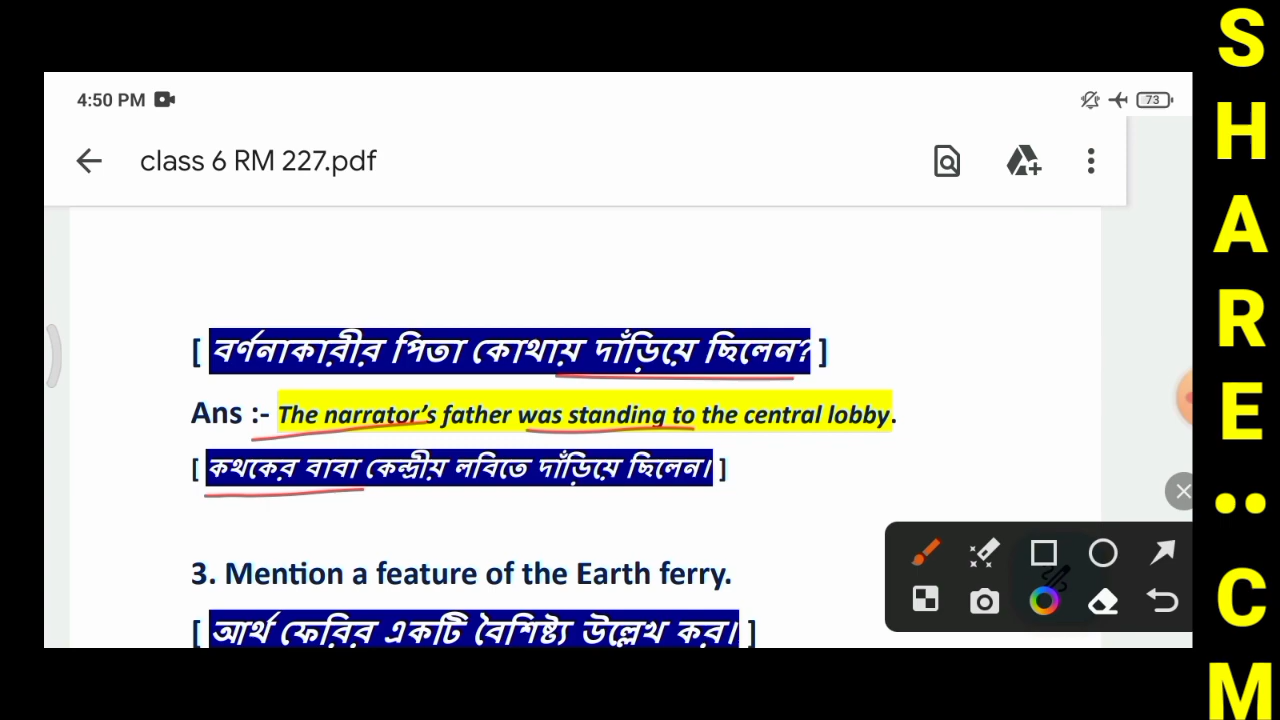 4:50 PM
73
class 6 RM 227.pdf
[ বর্ণনাকারীর পিতা কোথায় দাঁড়িয়ে ছিলেন? ]
Ans :- The narrator’s father was standing to the central lobby.
[ কথকের বাবা কেন্দ্রীয় লবিতে দাঁড়িয়ে ছিলেন। ]
3. Mention a feature of the Earth ferry.
[ আর্থ ফেরির একটি বৈশিষ্ট্য উল্লেখ কর। ]
S
H
A
R
E
••
C
M